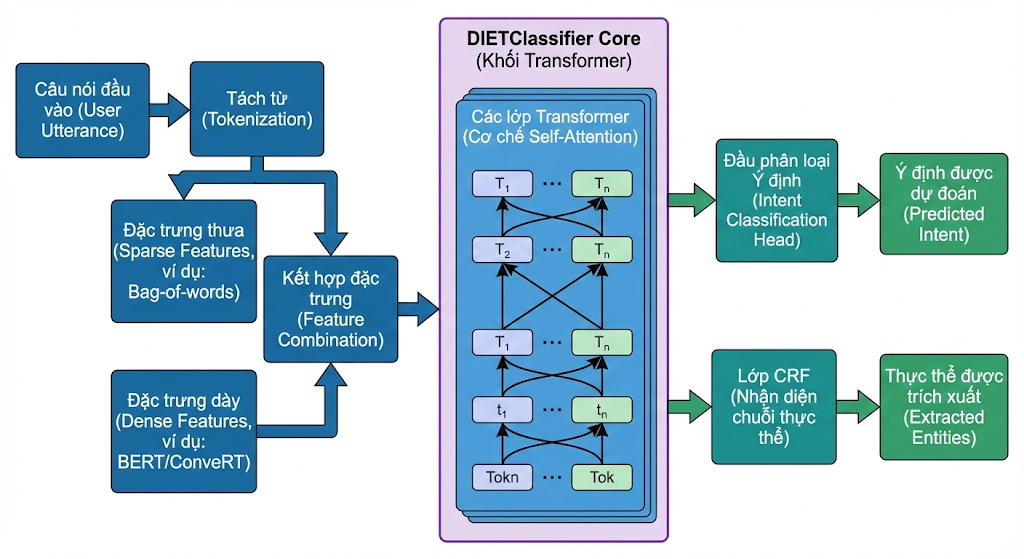 Câu nói đầu
vào (User
Utterance)
Tách từ
(Tokenization)
Đặc trưng thưa
(Sparse Features,
ví dụ:
Bag-of-words)
Kết hợp đặc
trưng
(Feature
Combination)
Đặc trưng dày
(Dense Features,
ví dụ:
BERT/ConveRT)
DIETClassifier Core
(Khối Transformer)
Các lớp Transformer
(Cơ chế Self-Attention)
T1 ... Tn
T2 ... Tn
T1 ... Tn
t1 ... tn
Tokn ... Tok
Đầu phân loại
Ý định
(Intent
Classification
Head)
Ý định được
dự đoán
(Predicted
Intent)
Lớp CRF
(Nhận diện
chuỗi thực
thể)
Thực thể được
trích xuất
(Extracted
Entities)